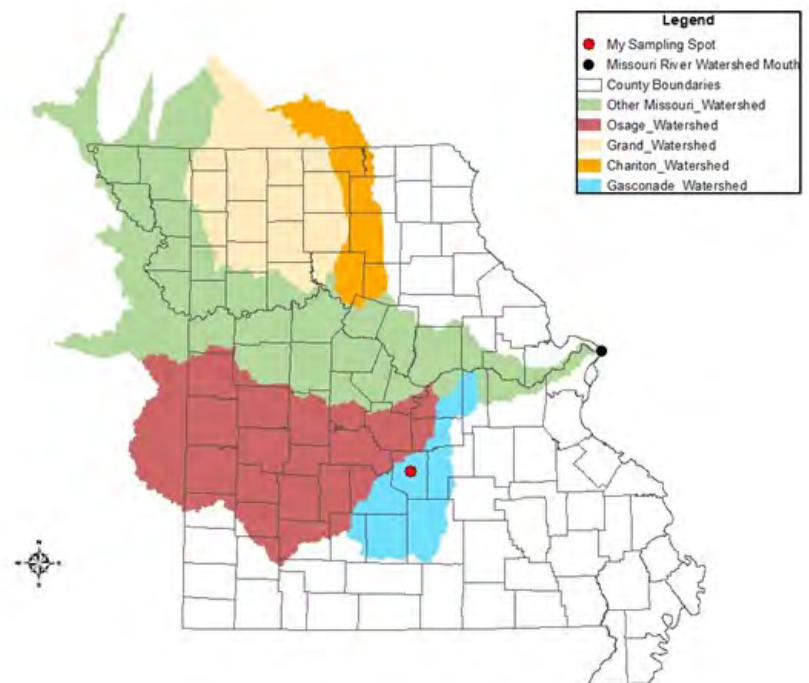 Legend
My Sampling Spot
Missouri River Watershed Mouth
County Boundaries
Other Missouri_Watershed
Osage_Watershed
Grand_Watershed
Chariton_Watershed
Gasconade_Watershed
N
W
E
S